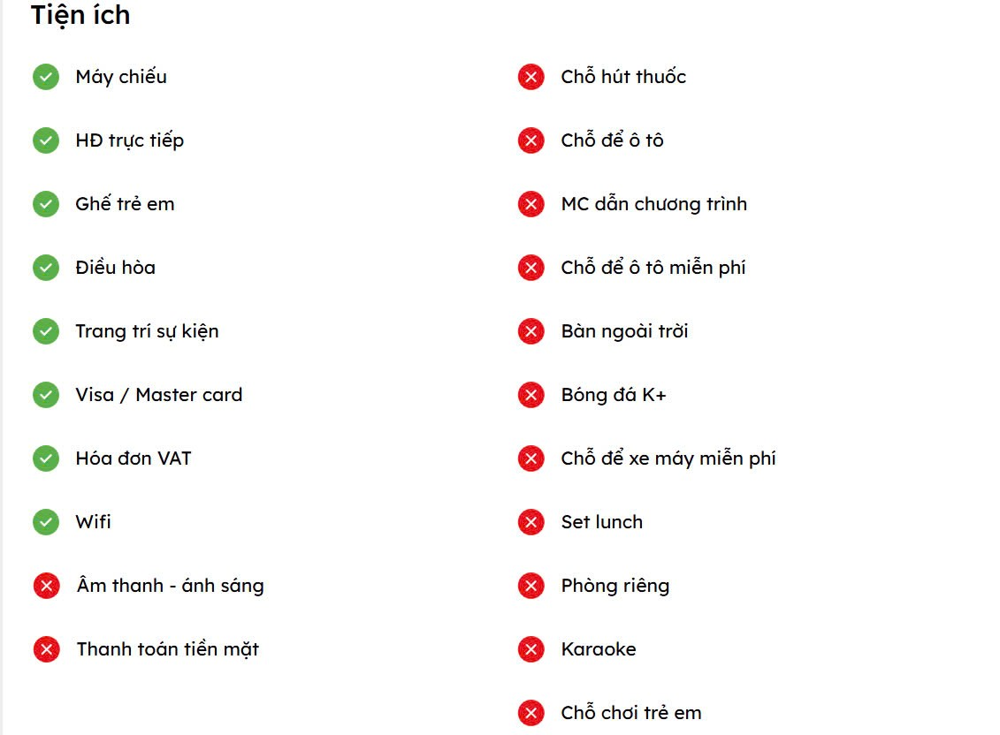 Tiện ích
Máy chiếu
HĐ trực tiếp
Ghế trẻ em
Điều hòa
Trang trí sự kiện
Visa / Master card
Hóa đơn VAT
Wifi
Âm thanh - ánh sáng
Thanh toán tiền mặt
Chỗ hút thuốc
Chỗ để ô tô
MC dẫn chương trình
Chỗ để ô tô miễn phí
Bàn ngoài trời
Bóng đá K+
Chỗ để xe máy miễn phí
Set lunch
Phòng riêng
Karaoke
Chỗ chơi trẻ em